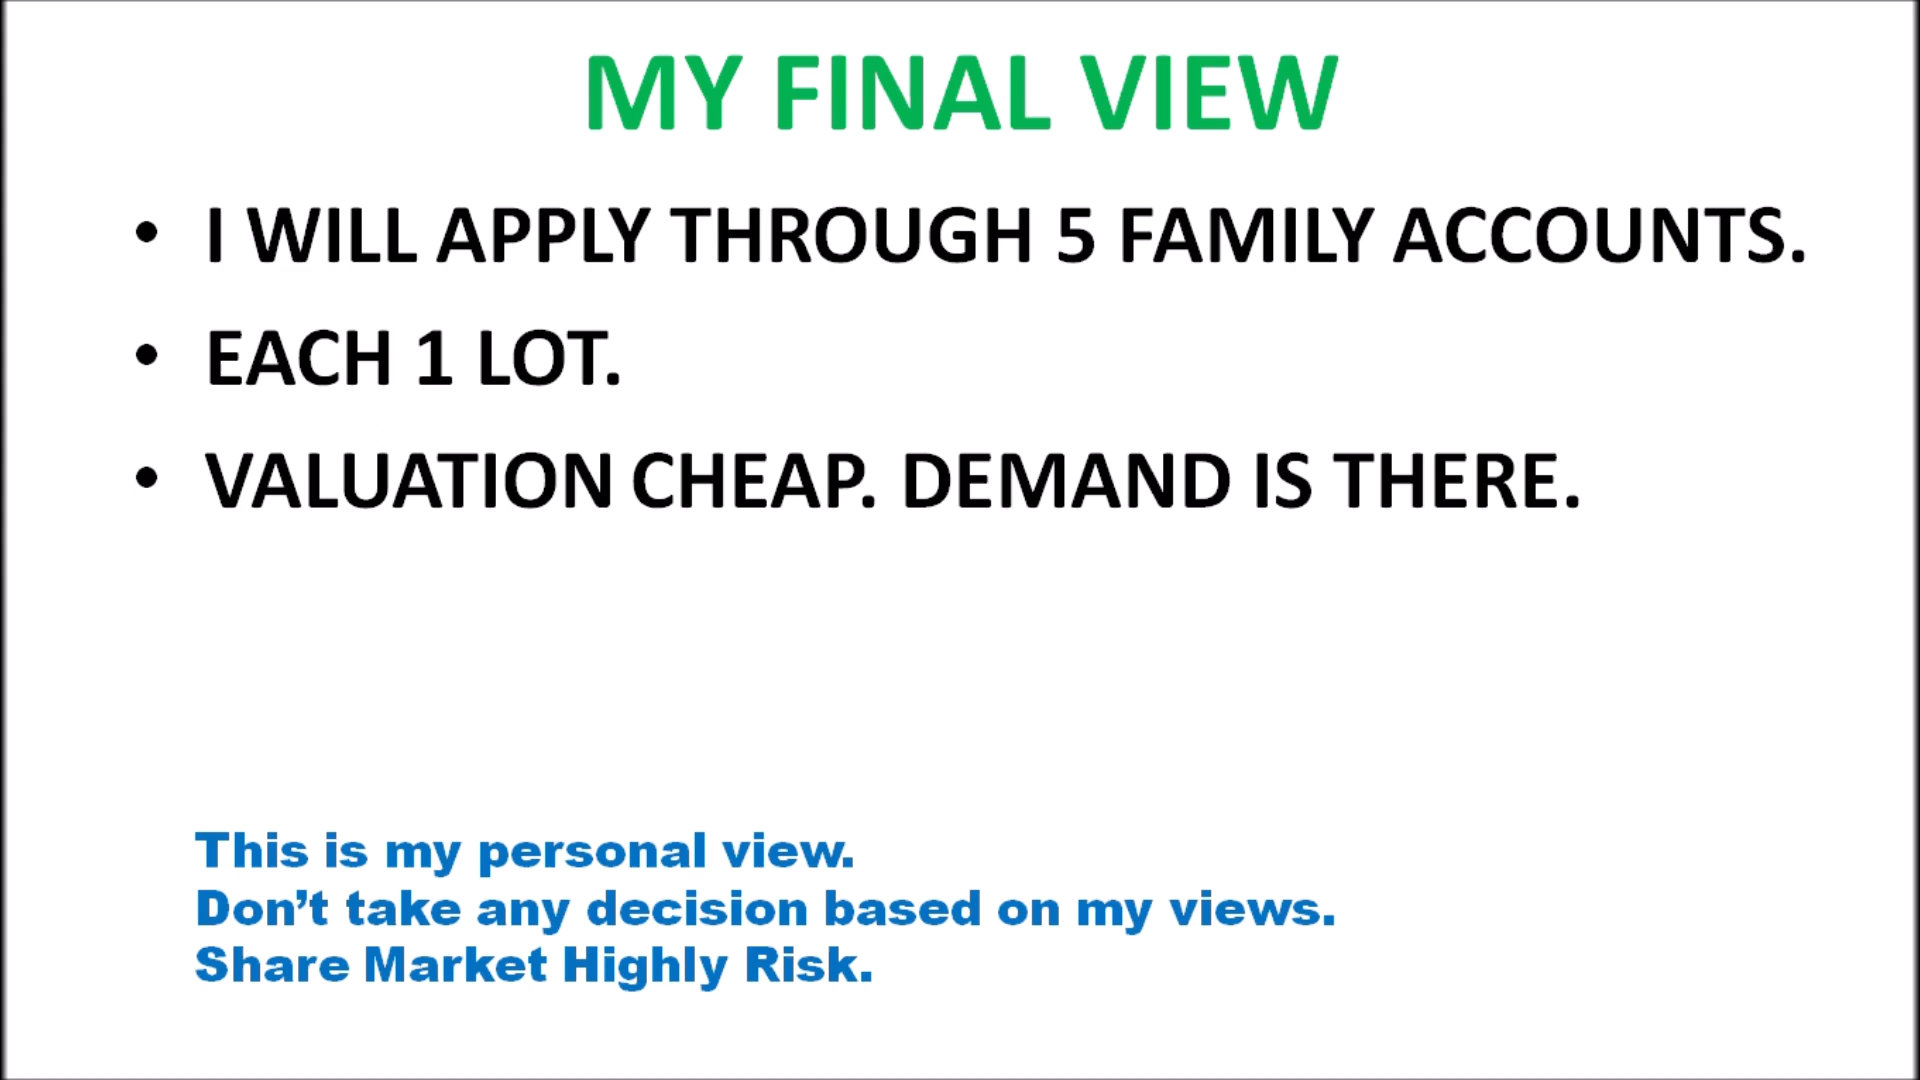 MY FINAL VIEW
• I WILL APPLY THROUGH 5 FAMILY ACCOUNTS.
• EACH 1 LOT.
• VALUATION CHEAP. DEMAND IS THERE.
This is my personal view.
Don’t take any decision based on my views.
Share Market Highly Risk.